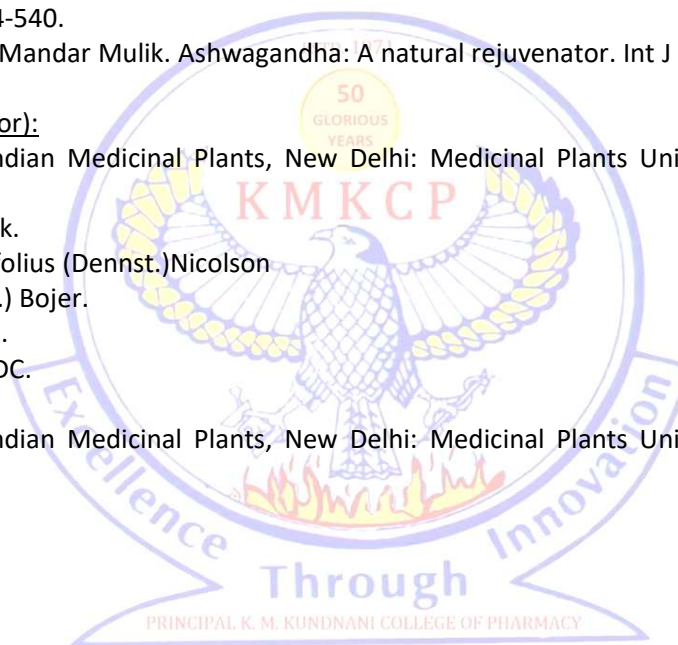 4-540.
Mandar Mulik. Ashwagandha: A natural rejuvenator. Int J
50
GLORIOUS
YEARS
or):
ndian Medicinal Plants, New Delhi: Medicinal Plants Uni
KMKCP
k.
folius (Dennst.)Nicolson
.) Bojer.
.
DC.
ndian Medicinal Plants, New Delhi: Medicinal Plants Uni
Excellence
Through
Innovation
PRINCIPAL K. M. KUNDNANI COLLEGE OF PHARMACY